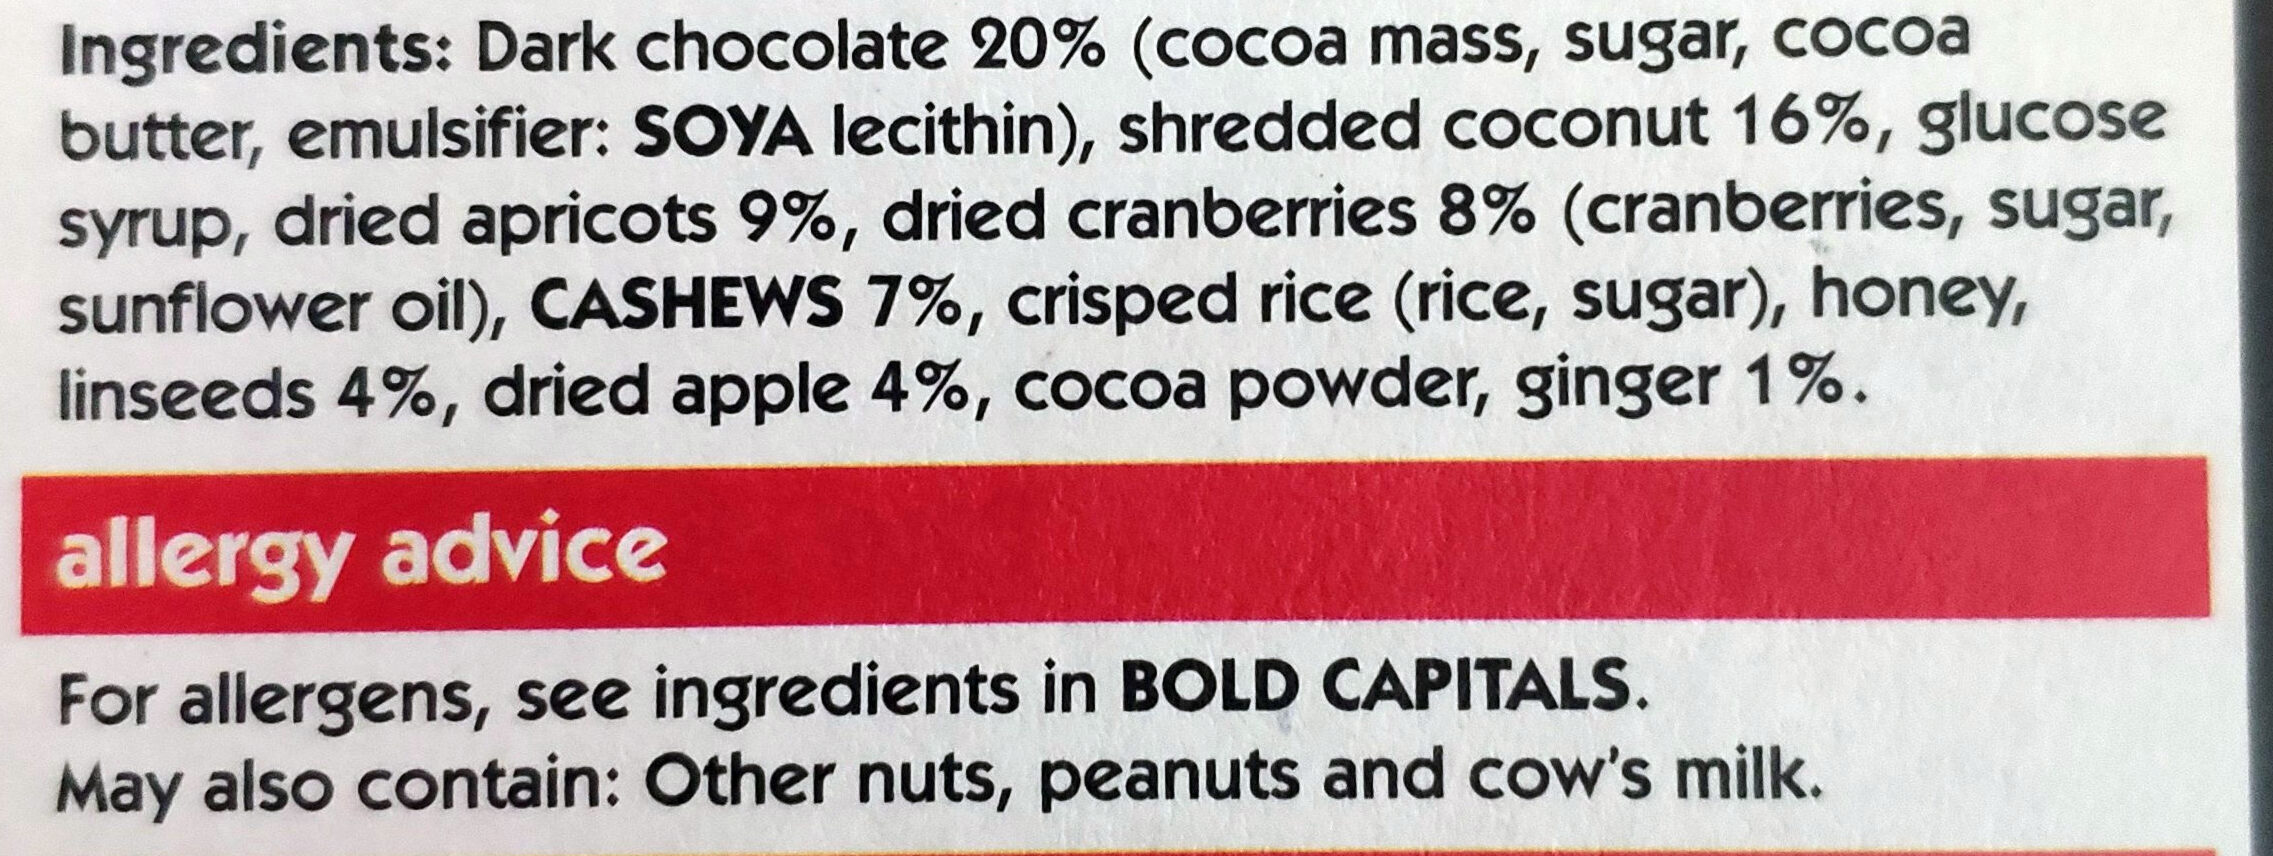 Ingredients: Dark chocolate 20% (cocoa mass, sugar, cocoa
butter, emulsifier: SOYA lecithin), shredded coconut 16%, glucose
syrup, dried apricots 9%, dried cranberries 8% (cranberries, sugar,
sunflower oil), CASHEWS 7%, crisped rice (rice, sugar), honey,
linseeds 4%, dried apple 4%, cocoa powder, ginger 1%.
allergy advice
For allergens, see ingredients in BOLD CAPITALS.
May also contain: Other nuts, peanuts and cow's milk.